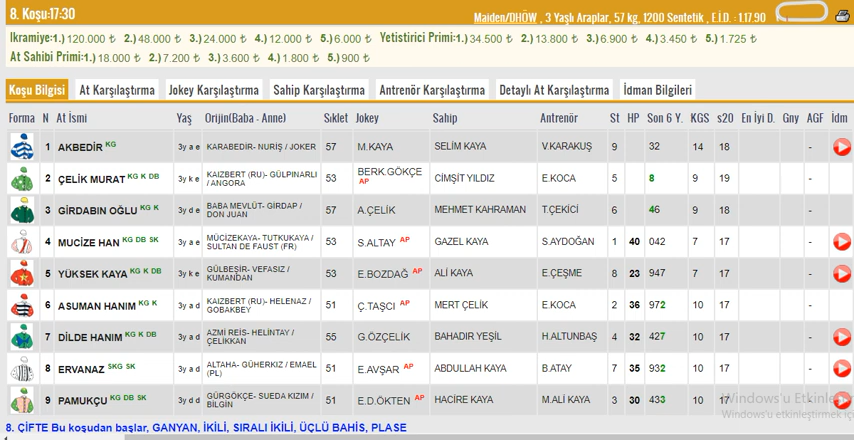 8. Koşu:17:30
Maiden/DHÖW , 3 Yaşlı Araplar, 57 kg, 1200 Sentetik , E.İ.D. : 1.17.90
Ikramiye:1.) 120.000 t 2.) 48.000 t 3.) 24.000 t 4.) 12.000 t 5.) 6.000 t Yetistirici Primi:1.) 34.500 t 2.) 13.800 t 3.) 6.900 t 4.) 3.450 t 5.) 1.725 t
At Sahibi Primi:1.) 18.000 t 2.) 7.200 t 3.) 3.600 t 4.) 1.800 t 5.) 900 t
Koşu Bilgisi At Karşılaştırma Jokey Karşılaştırma Sahip Karşılaştırma Antrenör Karşılaştırma Detaylı At Karşılaştırma İdman Bilgileri
Forma N At İsmi Yaş Orijin(Baba - Anne) Sıklet Jokey Sahip Antrenör St HP Son 6 Y. KGS s20 En İyi D. Gny AGF İdm
1 AKBEDİR KG 3y a e KARABEDİR- NURİŞ / JOKER 57 M.KAYA SELİM KAYA V.KARAKUŞ 9 32 14 18 -
2 ÇELİK MURAT KG K DB 3y k e KAIZBERT (RU)- GÜLPINARLI / ANGORA 53 BERK.GÖKÇE AP CİMŞİT YILDIZ E.KOCA 5 8 9 19 -
3 GİRDABIN OĞLU KG K 3y d e BABA MEVLÜT- GİRDAP / DON JUAN 57 A.ÇELİK MEHMET KAHRAMAN T.ÇEKİCİ 6 46 9 18 -
4 MUCİZE HAN KG DB SK 3y a e MÜCİZEKAYA- TUTKUKAYA / SULTAN DE FAUST (FR) 53 S.ALTAY AP GAZEL KAYA S.AYDOĞAN 1 40 042 7 17 -
5 YÜKSEK KAYA KG K DB 3y k e GÜLBEŞİR- VEFASIZ / KUMANDAN 53 E.BOZDAĞ AP ALİ KAYA E.ÇEŞME 8 23 947 7 17 -
6 ASUMAN HANIM KG K 3y a d KAIZBERT (RU)- HELENAZ / GOBAKBEY 51 Ç.TAŞCI AP MERT ÇELİK E.KOCA 2 36 972 10 17 -
7 DİLDE HANIM KG K DB 3y a d AZMİ REİS- HELİNTAY / ÇELİKKAN 55 G.ÖZÇELİK BAHADIR YEŞİL H.ALTUNBAŞ 4 32 427 10 17 -
8 ERVANAZ SKG SK 3y a d ALTAHA- GÜHERKIZ / EMAEL (PL) 51 E.AVŞAR AP ABDULLAH KAYA B.ATAY 7 35 932 10 17 -
9 PAMUKÇU KG DB SK 3y d d GÜRGÖKÇE- SUEDA KIZIM / BİLGİN 51 E.D.ÖKTEN AP HACİRE KAYA M.ALİ KAYA 3 30 433 10 17 -
Windows'u Etkinleş
Windows'u etkinleştirmek iç
8. ÇİFTE Bu koşudan başlar, GANYAN, İKİLİ, SIRALI İKİLİ, ÜÇLÜ BAHİS, PLASE